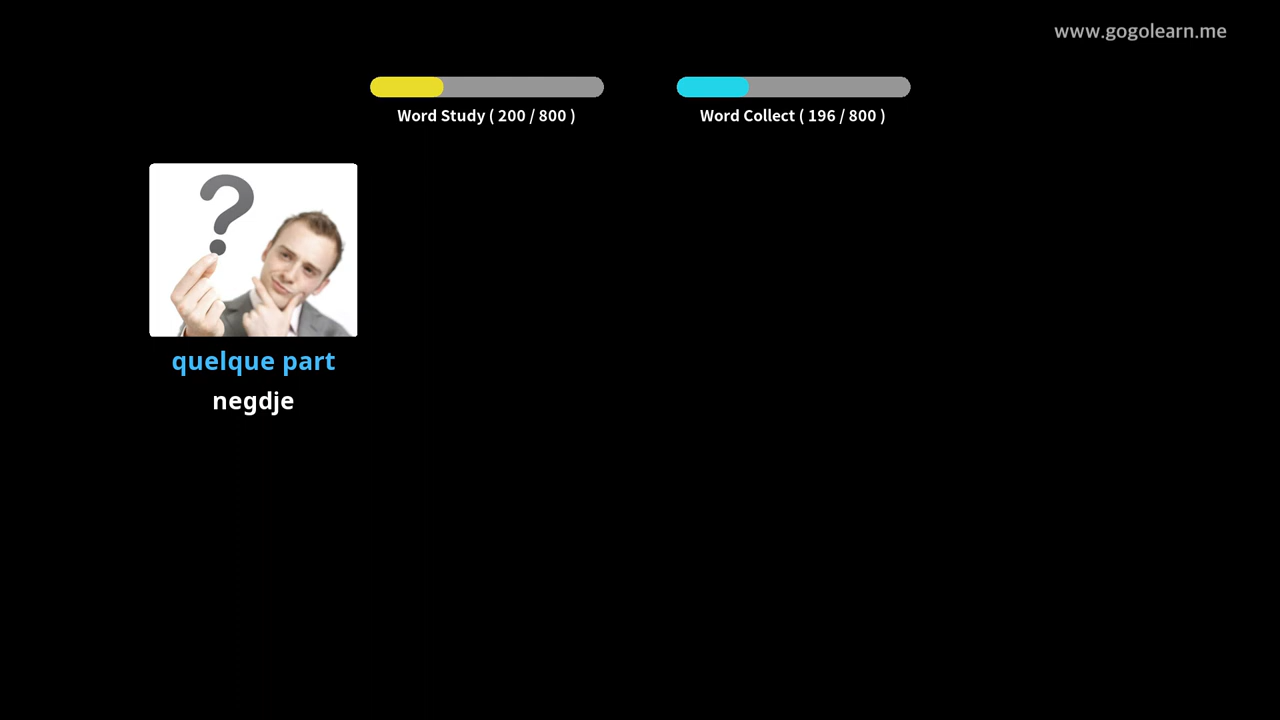 www.gogolearn.me
Word Study ( 200 / 800 )
Word Collect ( 196 / 800 )
?
quelque part
negdje